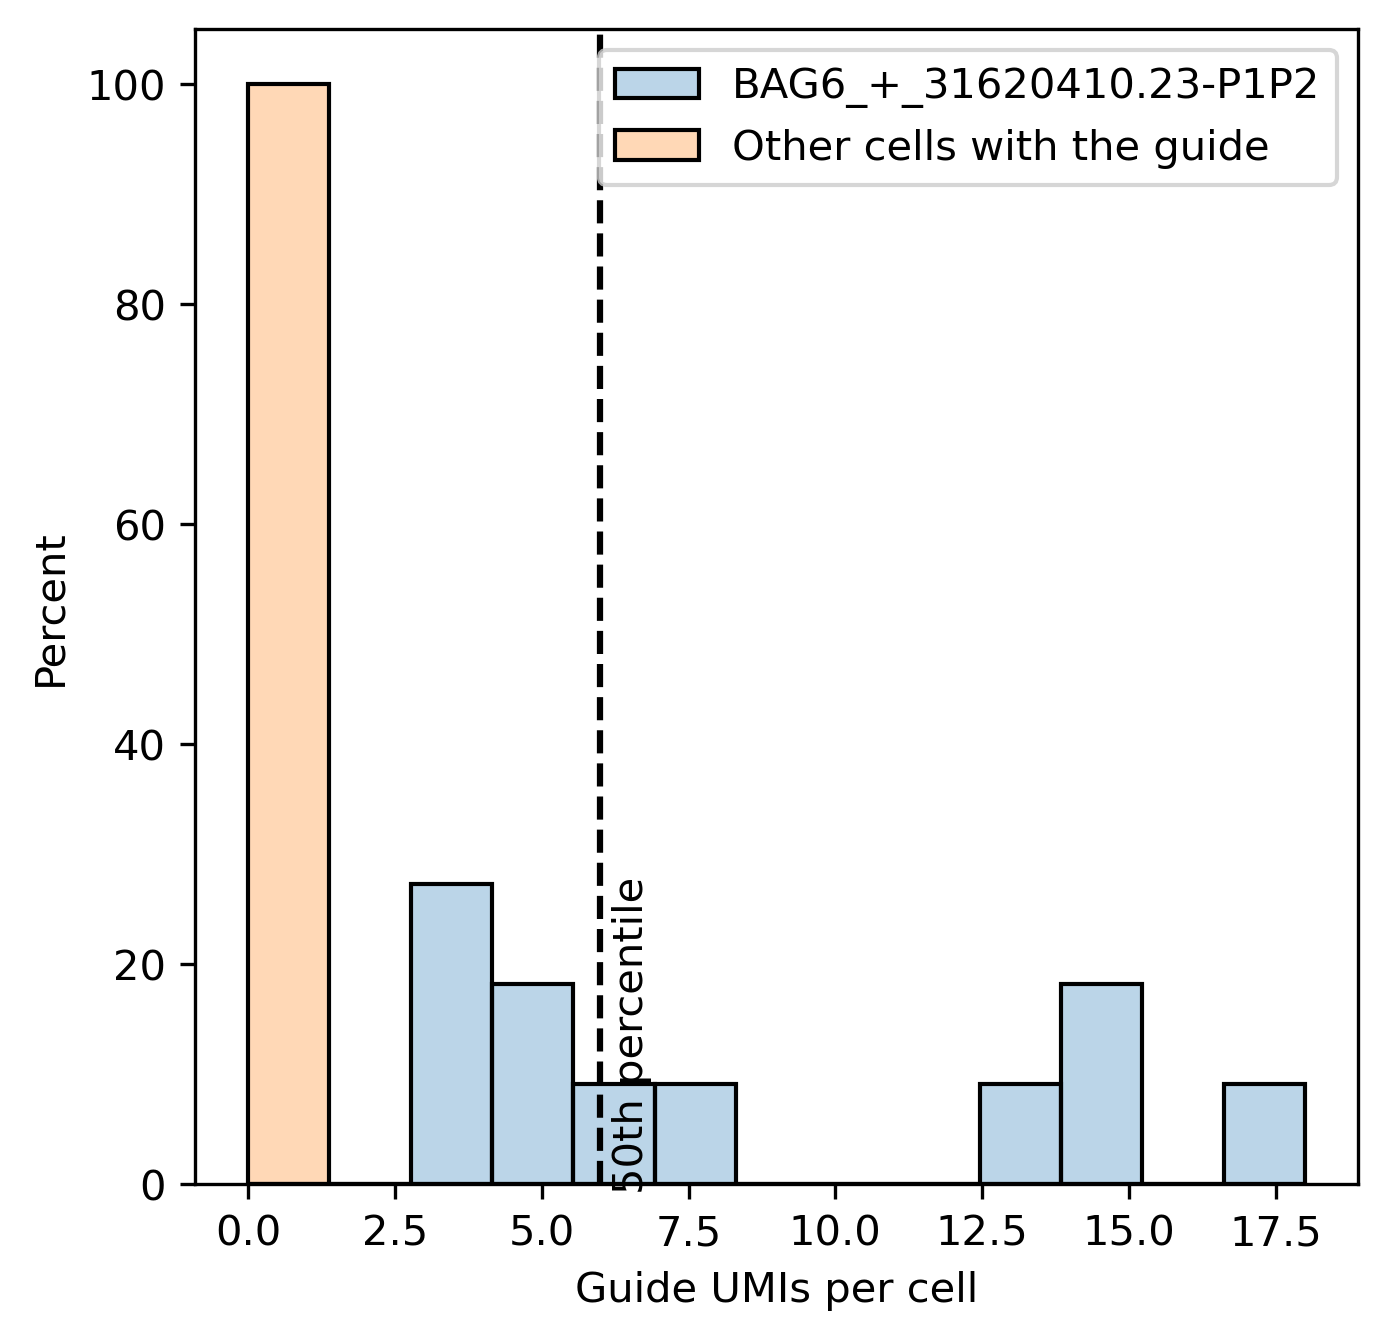 BAG6_+_31620410.23-P1P2
Other cells with the guide
100
80
60
40
20
0
Percent
50th percentile
0.0 2.5 5.0 7.5 10.0 12.5 15.0 17.5
Guide UMIs per cell